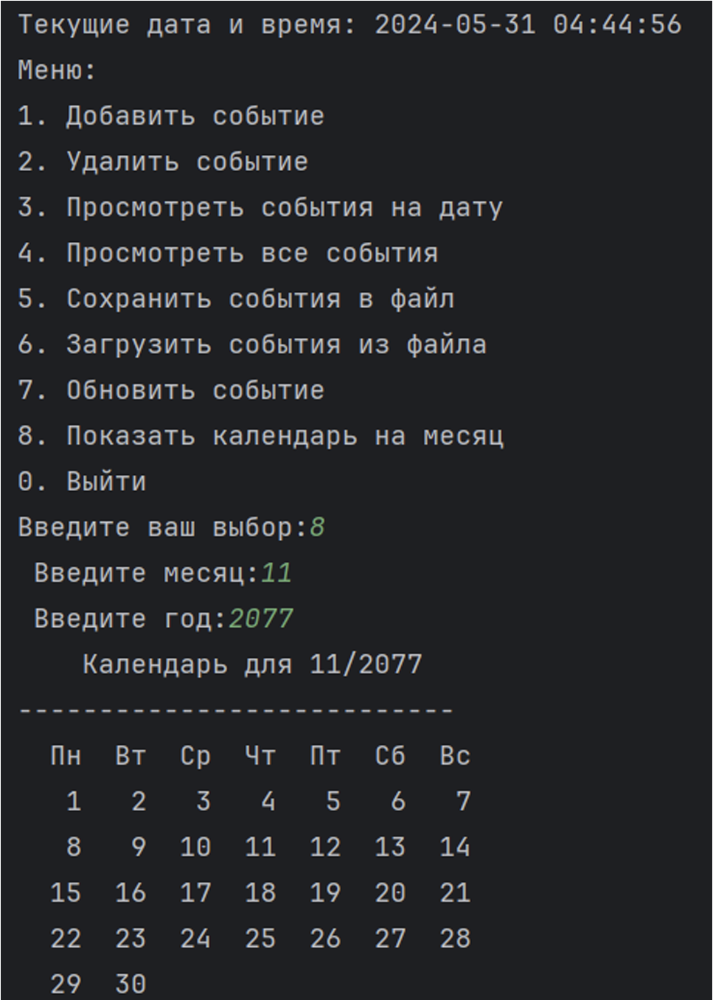 Текущие дата и время: 2024-05-31 04:44:56
Меню:
1. Добавить событие
2. Удалить событие
3. Просмотреть события на дату
4. Просмотреть все события
5. Сохранить события в файл
6. Загрузить события из файла
7. Обновить событие
8. Показать календарь на месяц
0. Выйти
Введите ваш выбор:8
Введите месяц:11
Введите год:2077
Календарь для 11/2077
---------------------------
Пн Вт Ср Чт Пт Сб Вс
1 2 3 4 5 6 7
8 9 10 11 12 13 14
15 16 17 18 19 20 21
22 23 24 25 26 27 28
29 30